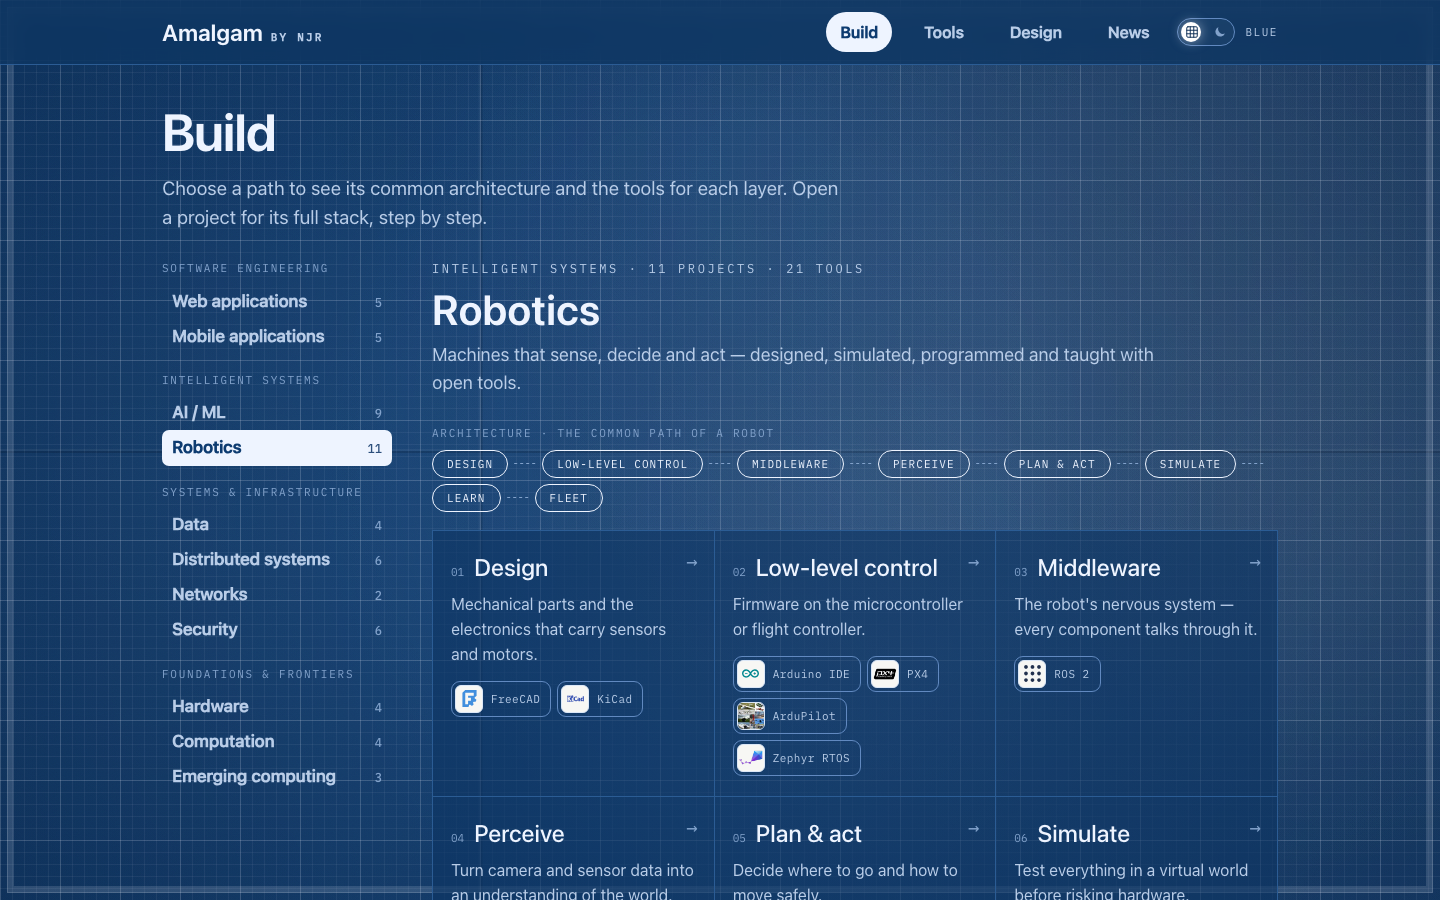 Amalgam BY NJR
Build
Tools
Design
News
BLUE
Build
Choose a path to see its common architecture and the tools for each layer. Open
a project for its full stack, step by step.
SOFTWARE ENGINEERING
Web applications 5
Mobile applications 5
INTELLIGENT SYSTEMS
AI / ML 9
Robotics 11
SYSTEMS & INFRASTRUCTURE
Data 4
Distributed systems 6
Networks 2
Security 6
FOUNDATIONS & FRONTIERS
Hardware 4
Computation 4
Emerging computing 3
INTELLIGENT SYSTEMS · 11 PROJECTS · 21 TOOLS
Robotics
Machines that sense, decide and act — designed, simulated, programmed and taught with
open tools.
ARCHITECTURE · THE COMMON PATH OF A ROBOT
DESIGN ---- LOW-LEVEL CONTROL ---- MIDDLEWARE ---- PERCEIVE ---- PLAN & ACT ---- SIMULATE ----
LEARN ---- FLEET
01 Design →
Mechanical parts and the
electronics that carry sensors
and motors.
FreeCAD
KiCad
02 Low-level control →
Firmware on the microcontroller
or flight controller.
Arduino IDE
PX4
ArduPilot
Zephyr RTOS
03 Middleware →
The robot's nervous system —
every component talks through it.
ROS 2
04 Perceive →
Turn camera and sensor data into
an understanding of the world.
05 Plan & act →
Decide where to go and how to
move safely.
06 Simulate →
Test everything in a virtual world
before risking hardware.